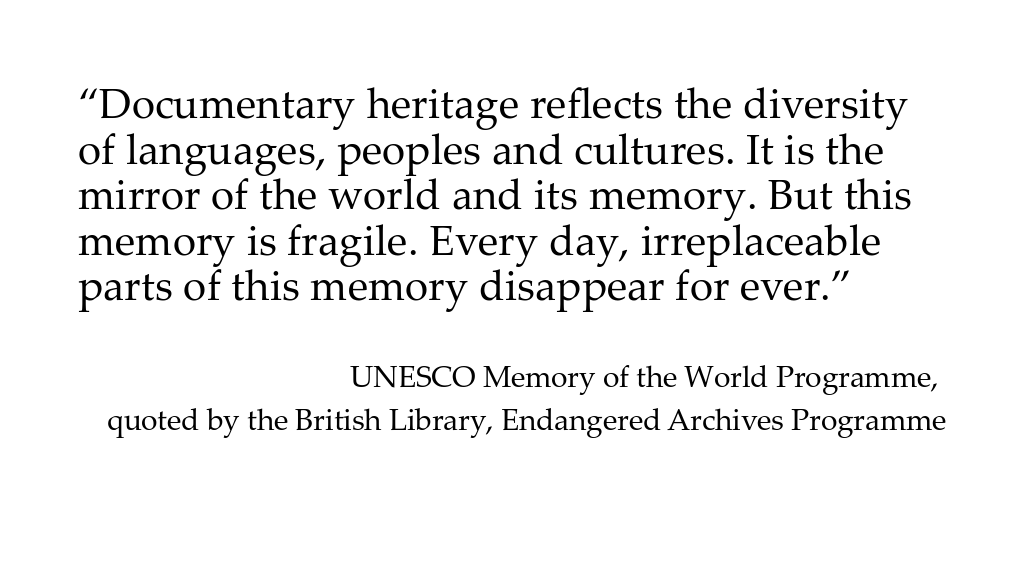 “Documentary heritage reflects the diversity
of languages, peoples and cultures. It is the
mirror of the world and its memory. But this
memory is fragile. Every day, irreplaceable
parts of this memory disappear for ever.”
UNESCO Memory of the World Programme,
quoted by the British Library, Endangered Archives Programme